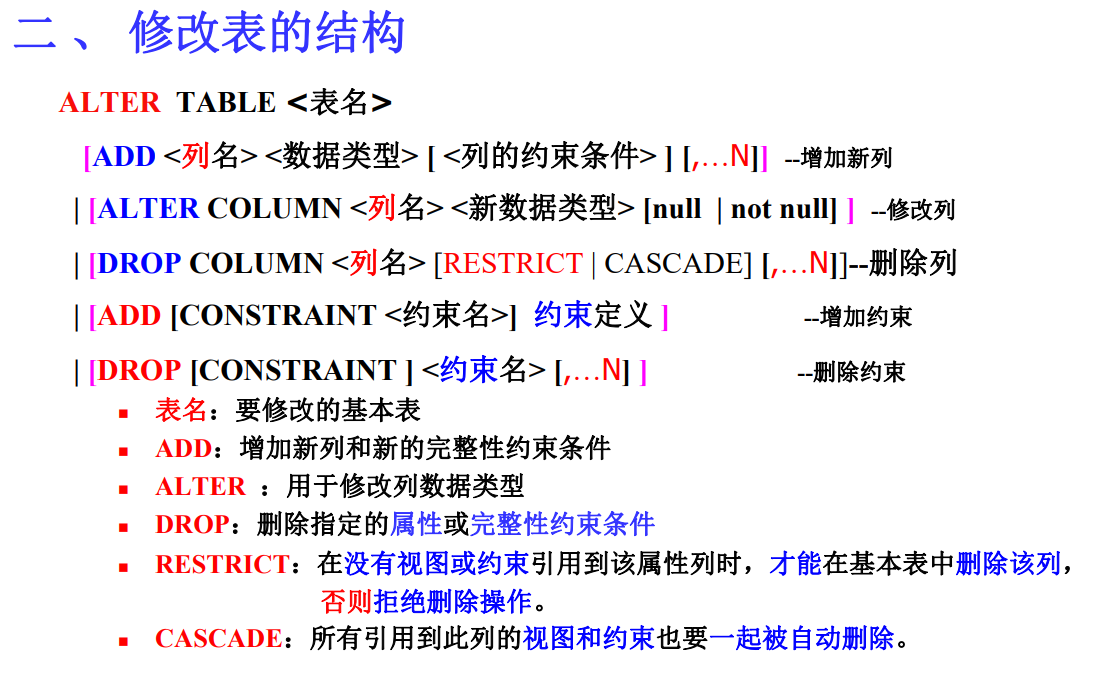 二 、 修改表的结构
ALTER TABLE <表名>
[ADD <列名> <数据类型> [ <列的约束条件> ] [,…N]] --增加新列
| [ALTER COLUMN <列名> <新数据类型> [null | not null] ] --修改列
| [DROP COLUMN <列名> [RESTRICT | CASCADE] [,…N]]--删除列
| [ADD [CONSTRAINT <约束名>] 约束定义 ] --增加约束
| [DROP [CONSTRAINT ] <约束名> [,…N] ] --删除约束
▪ 表名：要修改的基本表
▪ ADD：增加新列和新的完整性约束条件
▪ ALTER ：用于修改列数据类型
▪ DROP：删除指定的属性或完整性约束条件
▪ RESTRICT：在没有视图或约束引用到该属性列时，才能在基本表中删除该列，
否则拒绝删除操作。
▪ CASCADE：所有引用到此列的视图和约束也要一起被自动删除。